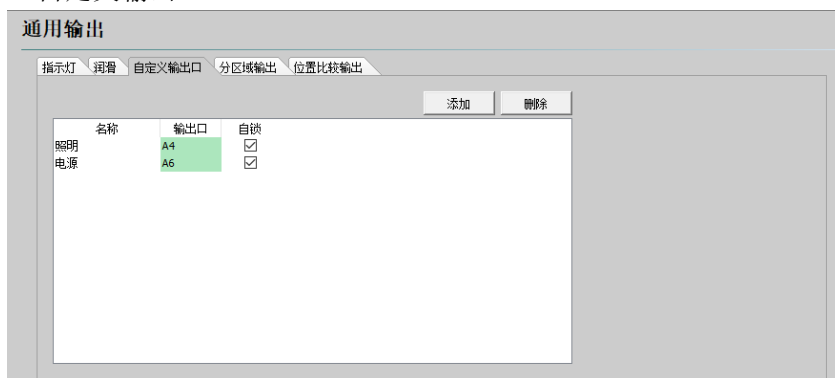 通用输出
指示灯 润滑 自定义输出口 分区域输出 位置比较输出
添加 删除
名称 输出口 自锁
照明 A4
电源 A6